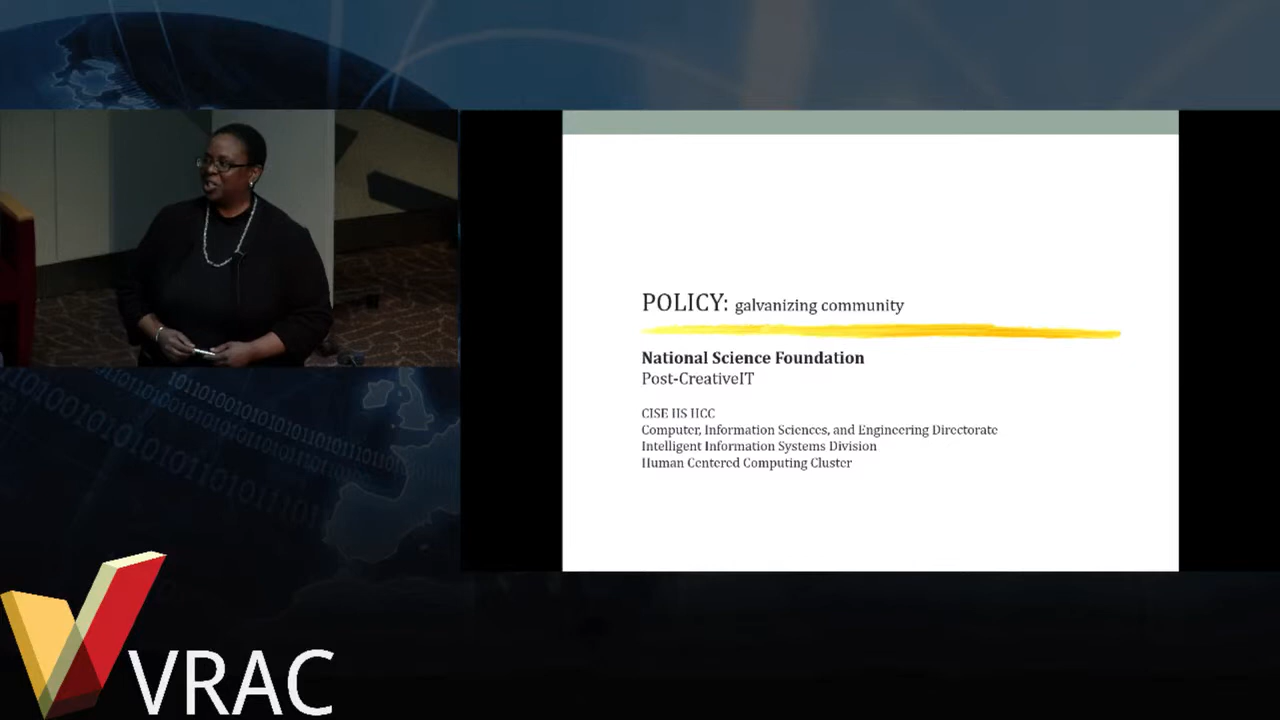 POLICY: galvanizing community
National Science Foundation
Post-CreativeIT
CISE IIS HCC
Computer, Information Sciences, and Engineering Directorate
Intelligent Information Systems Division
Human Centered Computing Cluster
VRAC